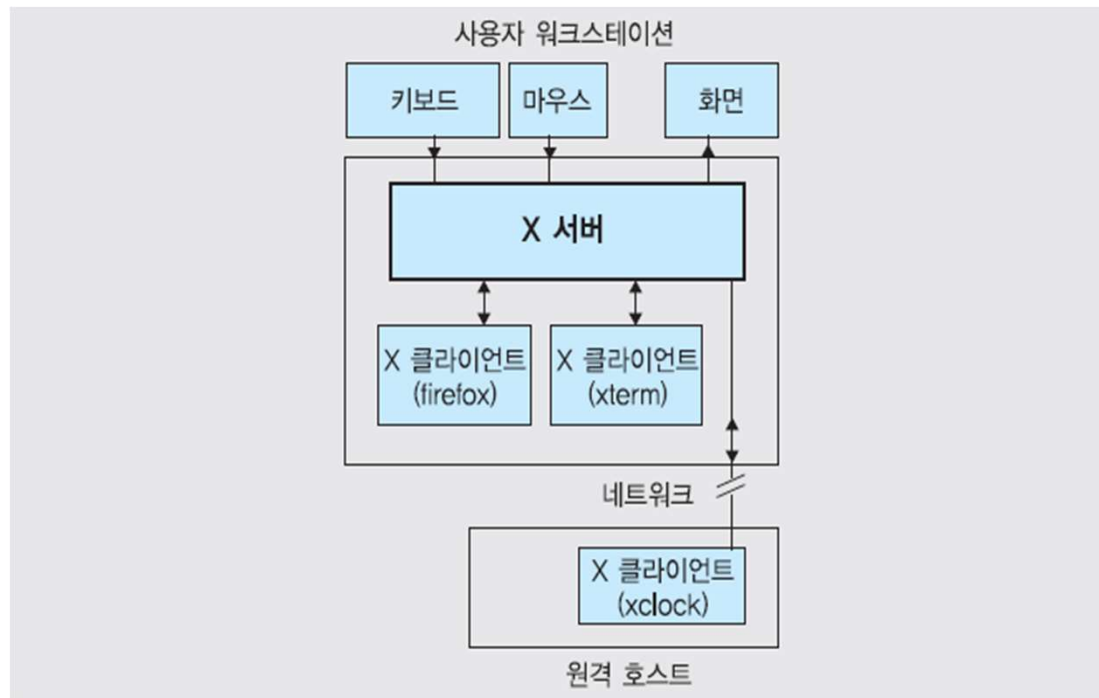 사용자 워크스테이션
키보드
마우스
화면
X 서버
X 클라이언트
(firefox)
X 클라이언트
(xterm)
네트워크
X 클라이언트
(xclock)
원격 호스트